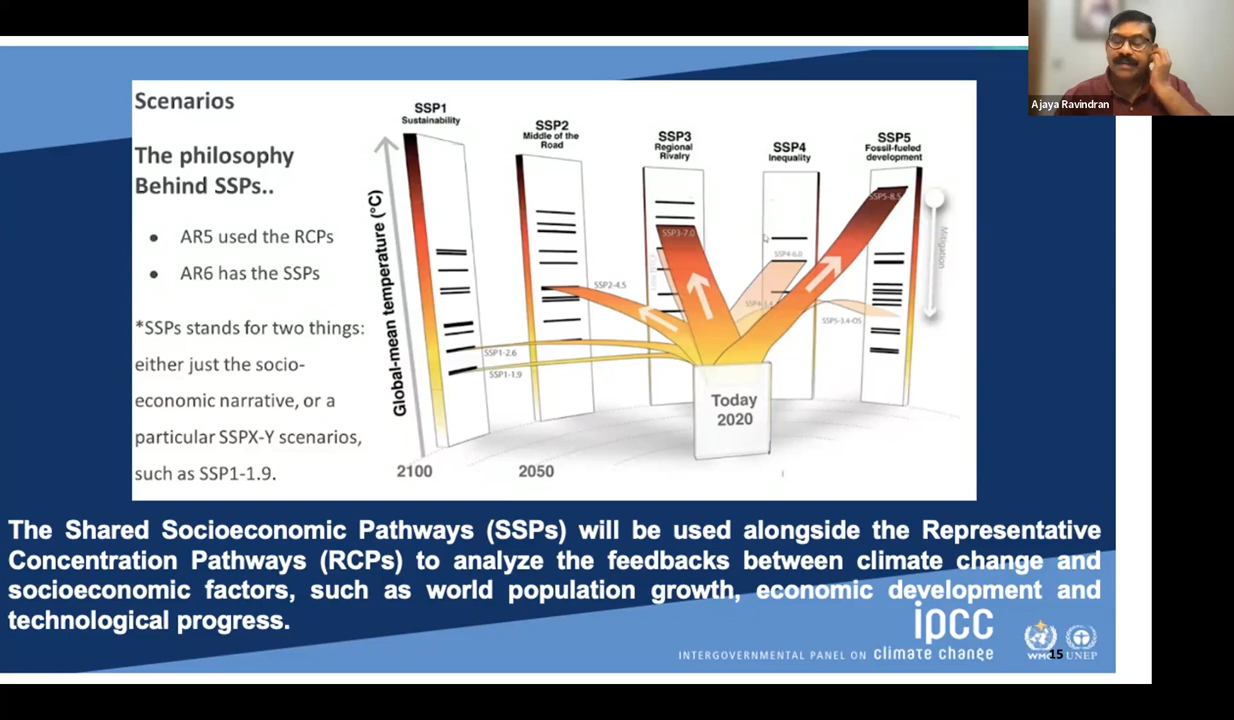 Ajaya Ravindran
Scenarios
The philosophy
Behind SSPs..
• AR5 used the RCPs
• AR6 has the SSPs
*SSPs stands for two things:
either just the socio-
economic narrative, or a
particular SSPX-Y scenarios,
such as SSP1-1.9.
Global-mean temperature (°C)
SSP1
Sustainability
SSP2
Middle of the
Road
SSP3
Regional
Rivalry
SSP4
Inequality
SSP5
Fossil-fueled
development
SSP1-2.6
SSP1-1.9
SSP2-4.5
SSP3-7.0
SSP4-6.0
SSP5-8.5
SSP5-3.4-OS
Mitigation
Today
2020
2100
2050
The Shared Socioeconomic Pathways (SSPs) will be used alongside the Representative
Concentration Pathways (RCPs) to analyze the feedbacks between climate change and
socioeconomic factors, such as world population growth, economic development and
technological progress.
ipcc
INTERGOVERNMENTAL PANEL ON climate change
UNEP
15